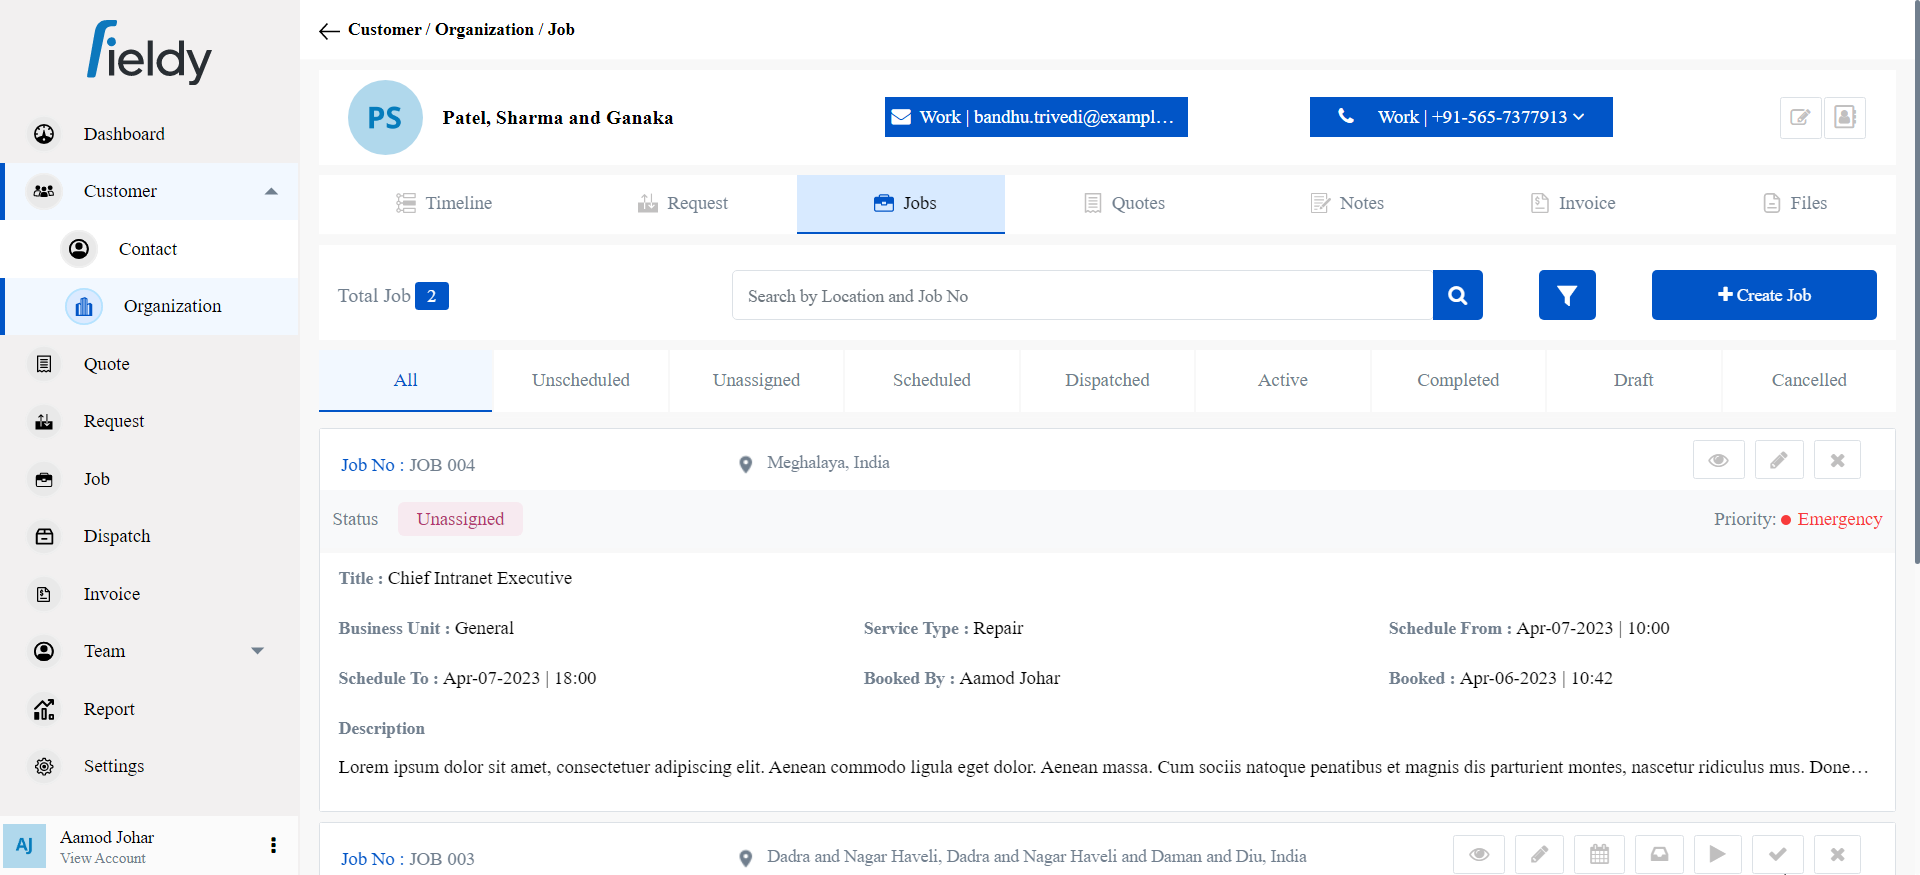 fieldy
Customer / Organization / Job
PS
Patel, Sharma and Ganaka
Work | bandhu.trivedi@exampl...
Work | +91-565-7377913
Dashboard
Customer
Contact
Organization
Quote
Request
Job
Dispatch
Invoice
Team
Report
Settings
AJ
Aamod Johar
View Account
Timeline
Request
Jobs
Quotes
Notes
Invoice
Files
Total Job 2
Search by Location and Job No
Create Job
All
Unscheduled
Unassigned
Scheduled
Dispatched
Active
Completed
Draft
Cancelled
Job No : JOB 004
Meghalaya, India
Status
Unassigned
Priority: Emergency
Title : Chief Intranet Executive
Business Unit : General
Service Type : Repair
Schedule From : Apr-07-2023 | 10:00
Schedule To : Apr-07-2023 | 18:00
Booked By : Aamod Johar
Booked : Apr-06-2023 | 10:42
Description
Lorem ipsum dolor sit amet, consectetuer adipiscing elit. Aenean commodo ligula eget dolor. Aenean massa. Cum sociis natoque penatibus et magnis dis parturient montes, nascetur ridiculus mus. Done...
Job No : JOB 003
Dadra and Nagar Haveli, Dadra and Nagar Haveli and Daman and Diu, India